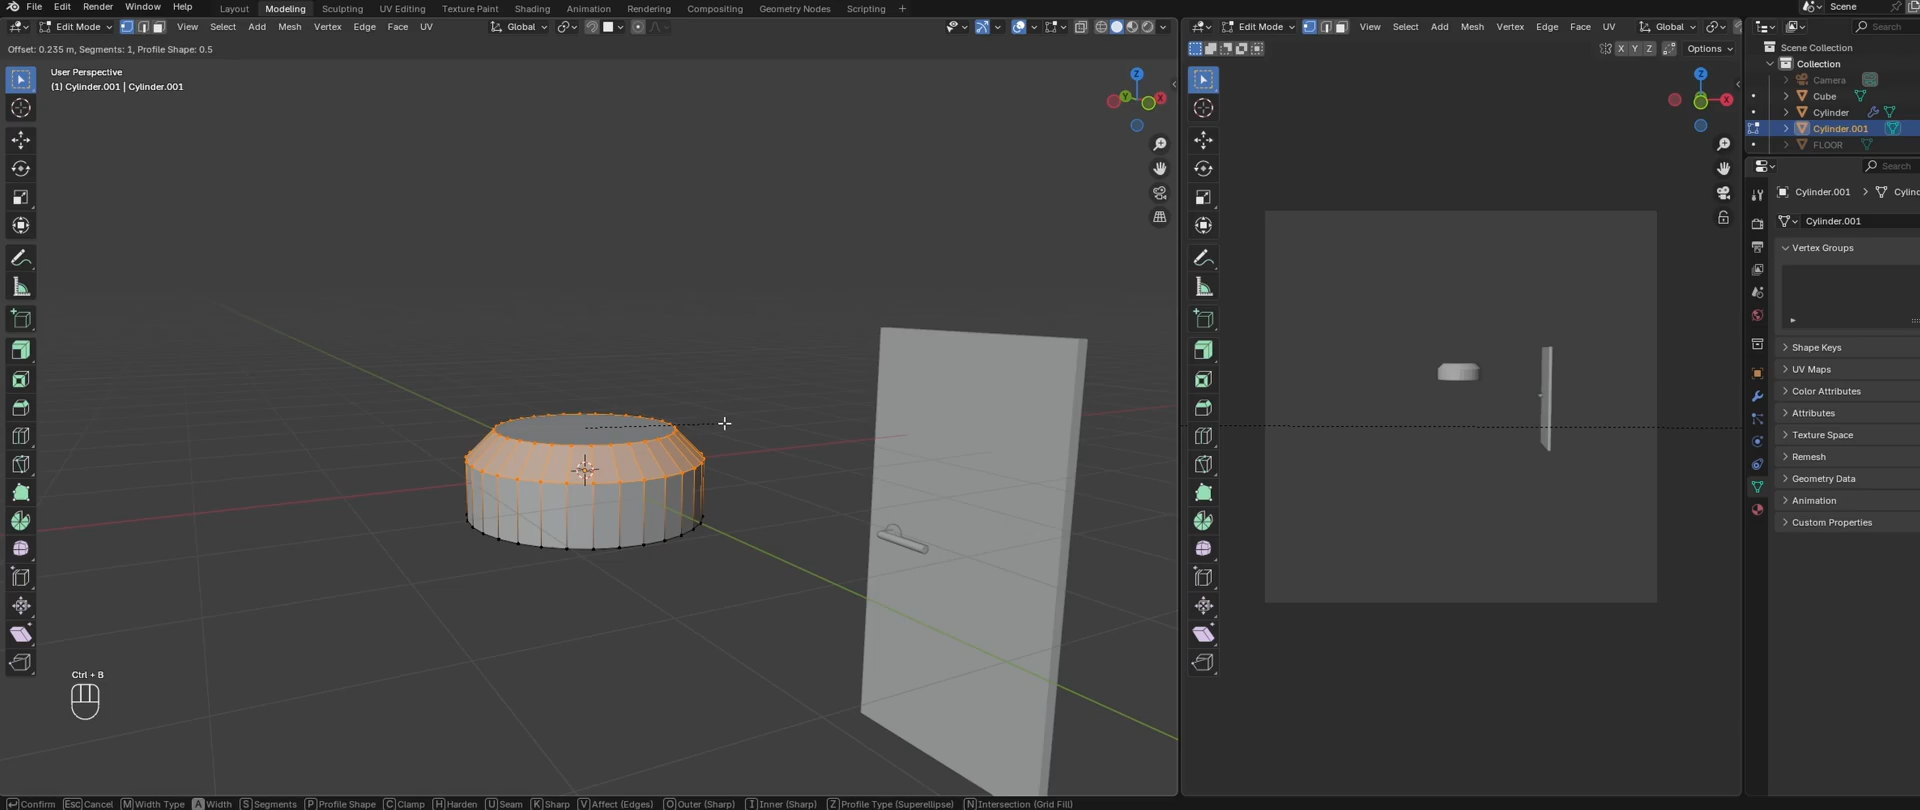 File Edit Render Window Help Layout Modeling Sculpting UV Editing Texture Paint Shading Animation Rendering Compositing Geometry Nodes Scripting + Scene
Edit Mode View Select Add Mesh Vertex Edge Face UV Global
Edit Mode View Select Add Mesh Vertex Edge Face UV Global
Search
Offset: 0.235 m, Segments: 1, Profile Shape: 0.5
X Y Z Options
Scene Collection
Collection
Camera
Cube
Cylinder
Cylinder.001
FLOOR
User Perspective
(1) Cylinder.001 | Cylinder.001
Z
Y
X
Z
X
Search
Cylinder.001 > Cylin
Cylinder.001
Vertex Groups
Shape Keys
UV Maps
Color Attributes
Attributes
Texture Space
Remesh
Geometry Data
Animation
Custom Properties
Ctrl + B
Confirm Esc Cancel M Width Type A Width S Segments P Profile Shape C Clamp H Harden U Seam K Sharp V Affect (Edges) O Outer (Sharp) I Inner (Sharp) Z Profile Type (Superellipse) N Intersection (Grid Fill)